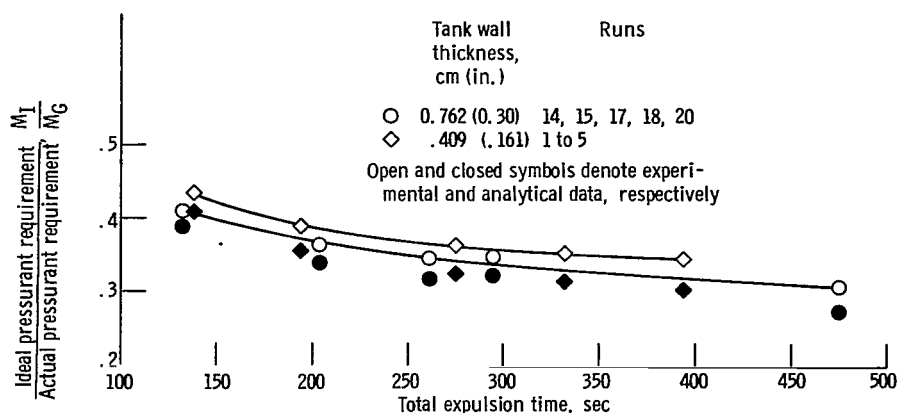 Tank wall Runs
thickness,
cm (in.)
0.762 (0.30) 14, 15, 17, 18, 20
.409 (.161) 1 to 5
Open and closed symbols denote experi-
mental and analytical data, respectively
Ideal pressurant requirement M_I
Actual pressurant requirement, M_G
.5
.4
.3
.2
100 150 200 250 300 350 400 450 500
Total expulsion time, sec